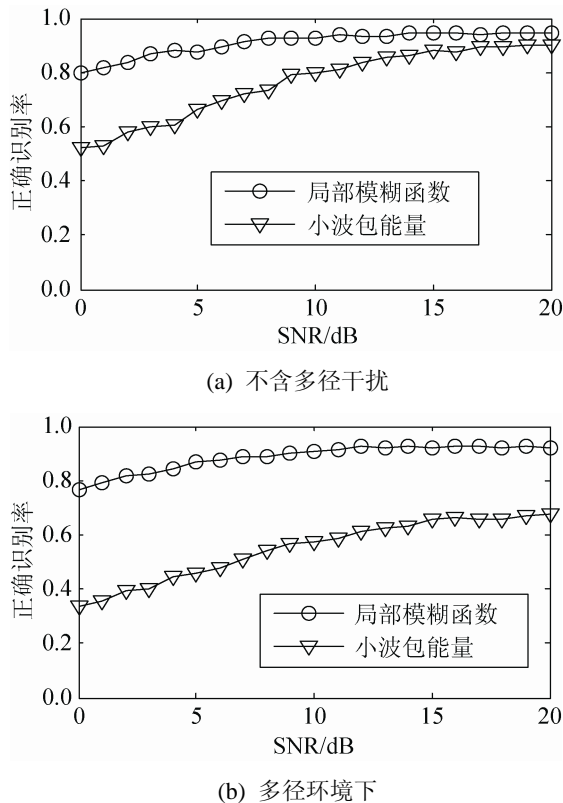 1.0
0.8
0.6
0.4
0.2
0.0
正确识别率
局部模糊函数
小波包能量
0 5 10 15 20
SNR/dB
(a) 不含多径干扰
1.0
0.8
0.6
0.4
0.2
0.0
正确识别率
局部模糊函数
小波包能量
0 5 10 15 20
SNR/dB
(b) 多径环境下